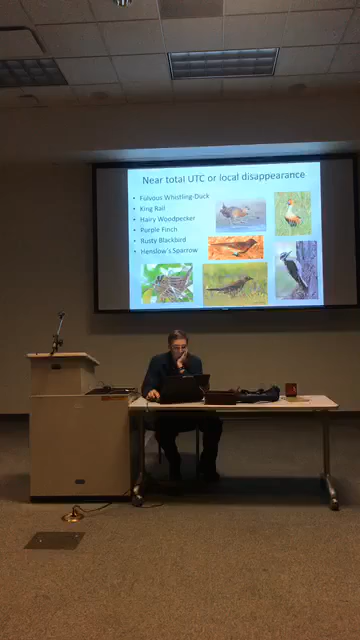 Near total UTC or local disappearance
• Fulvous Whistling-Duck
• King Rail
• Hairy Woodpecker
• Purple Finch
• Rusty Blackbird
• Henslow's Sparrow